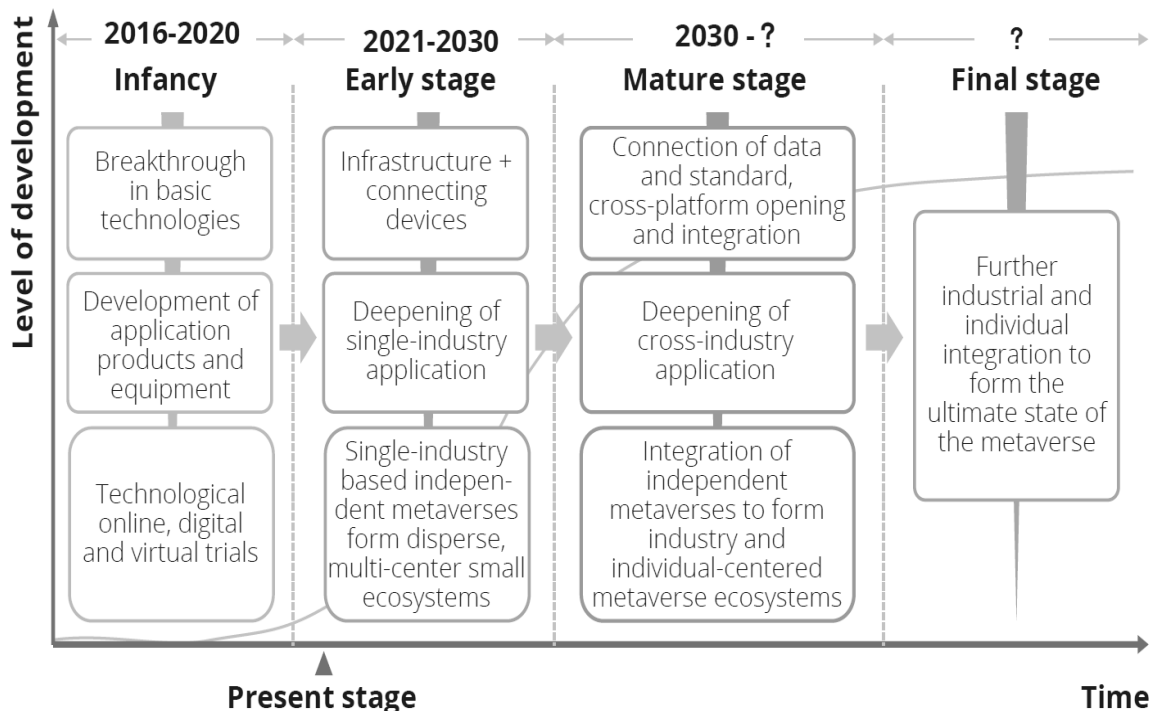 Level of development
2016-2020
Infancy
Breakthrough
in basic
technologies
Development of
application
products and
equipment
Technological
online, digital
and virtual trials
2021-2030
Early stage
Infrastructure +
connecting
devices
Deepening of
single-industry
application
Single-industry
based indepen-
dent metaverses
form disperse,
multi-center small
ecosystems
2030 - ?
Mature stage
Connection of data
and standard,
cross-platform opening
and integration
Deepening of
cross-industry
application
Integration of
independent
metaverses to form
industry and
individual-centered
metaverse ecosystems
?
Final stage
Further
industrial and
individual
integration to
form the
ultimate state of
the metaverse
Present stage
Time